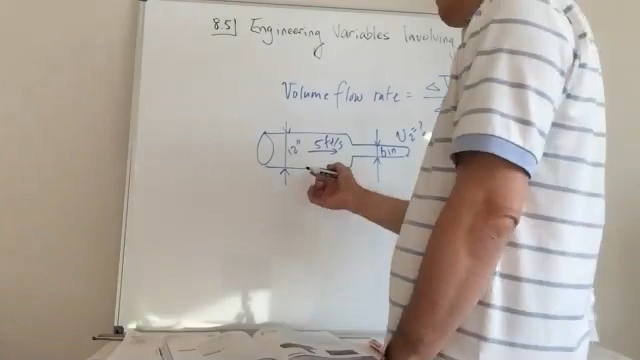 8.5) Engineering Variables Involving
Volume flow rate =
12" 5 ft/s 6 in V₂=?